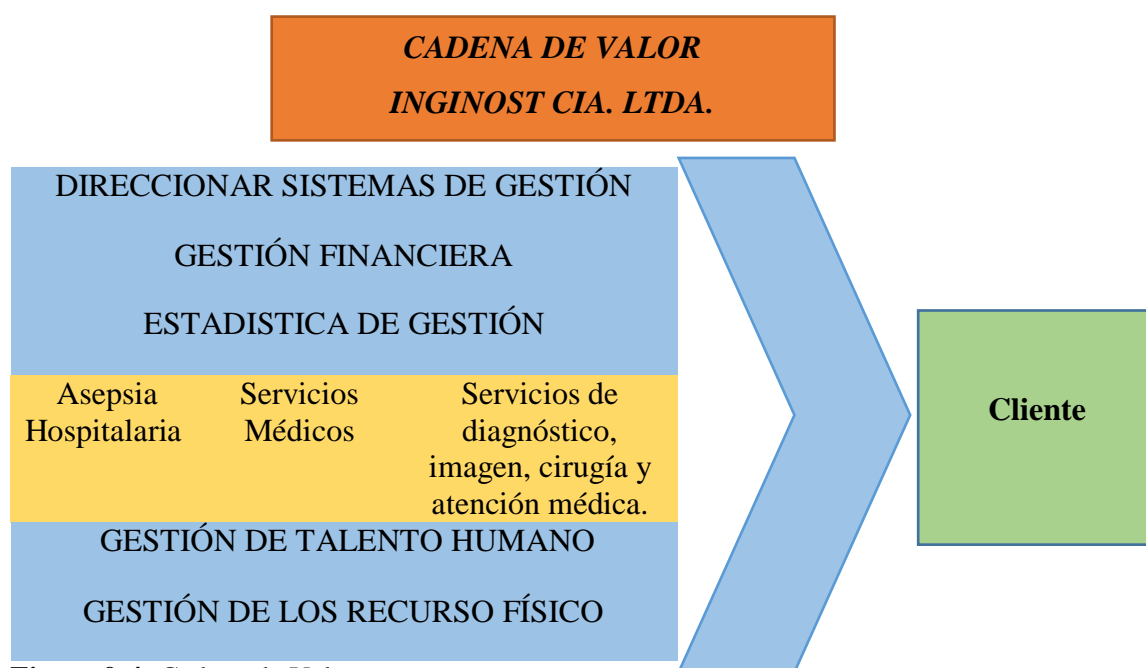 CADENA DE VALOR
INGINOST CIA. LTDA.
DIRECCIONAR SISTEMAS DE GESTIÓN
GESTIÓN FINANCIERA
ESTADISTICA DE GESTIÓN
Asepsia
Hospitalaria
Servicios
Médicos
Servicios de
diagnóstico,
imagen, cirugía y
atención médica.
Cliente
GESTIÓN DE TALENTO HUMANO
GESTIÓN DE LOS RECURSO FÍSICO